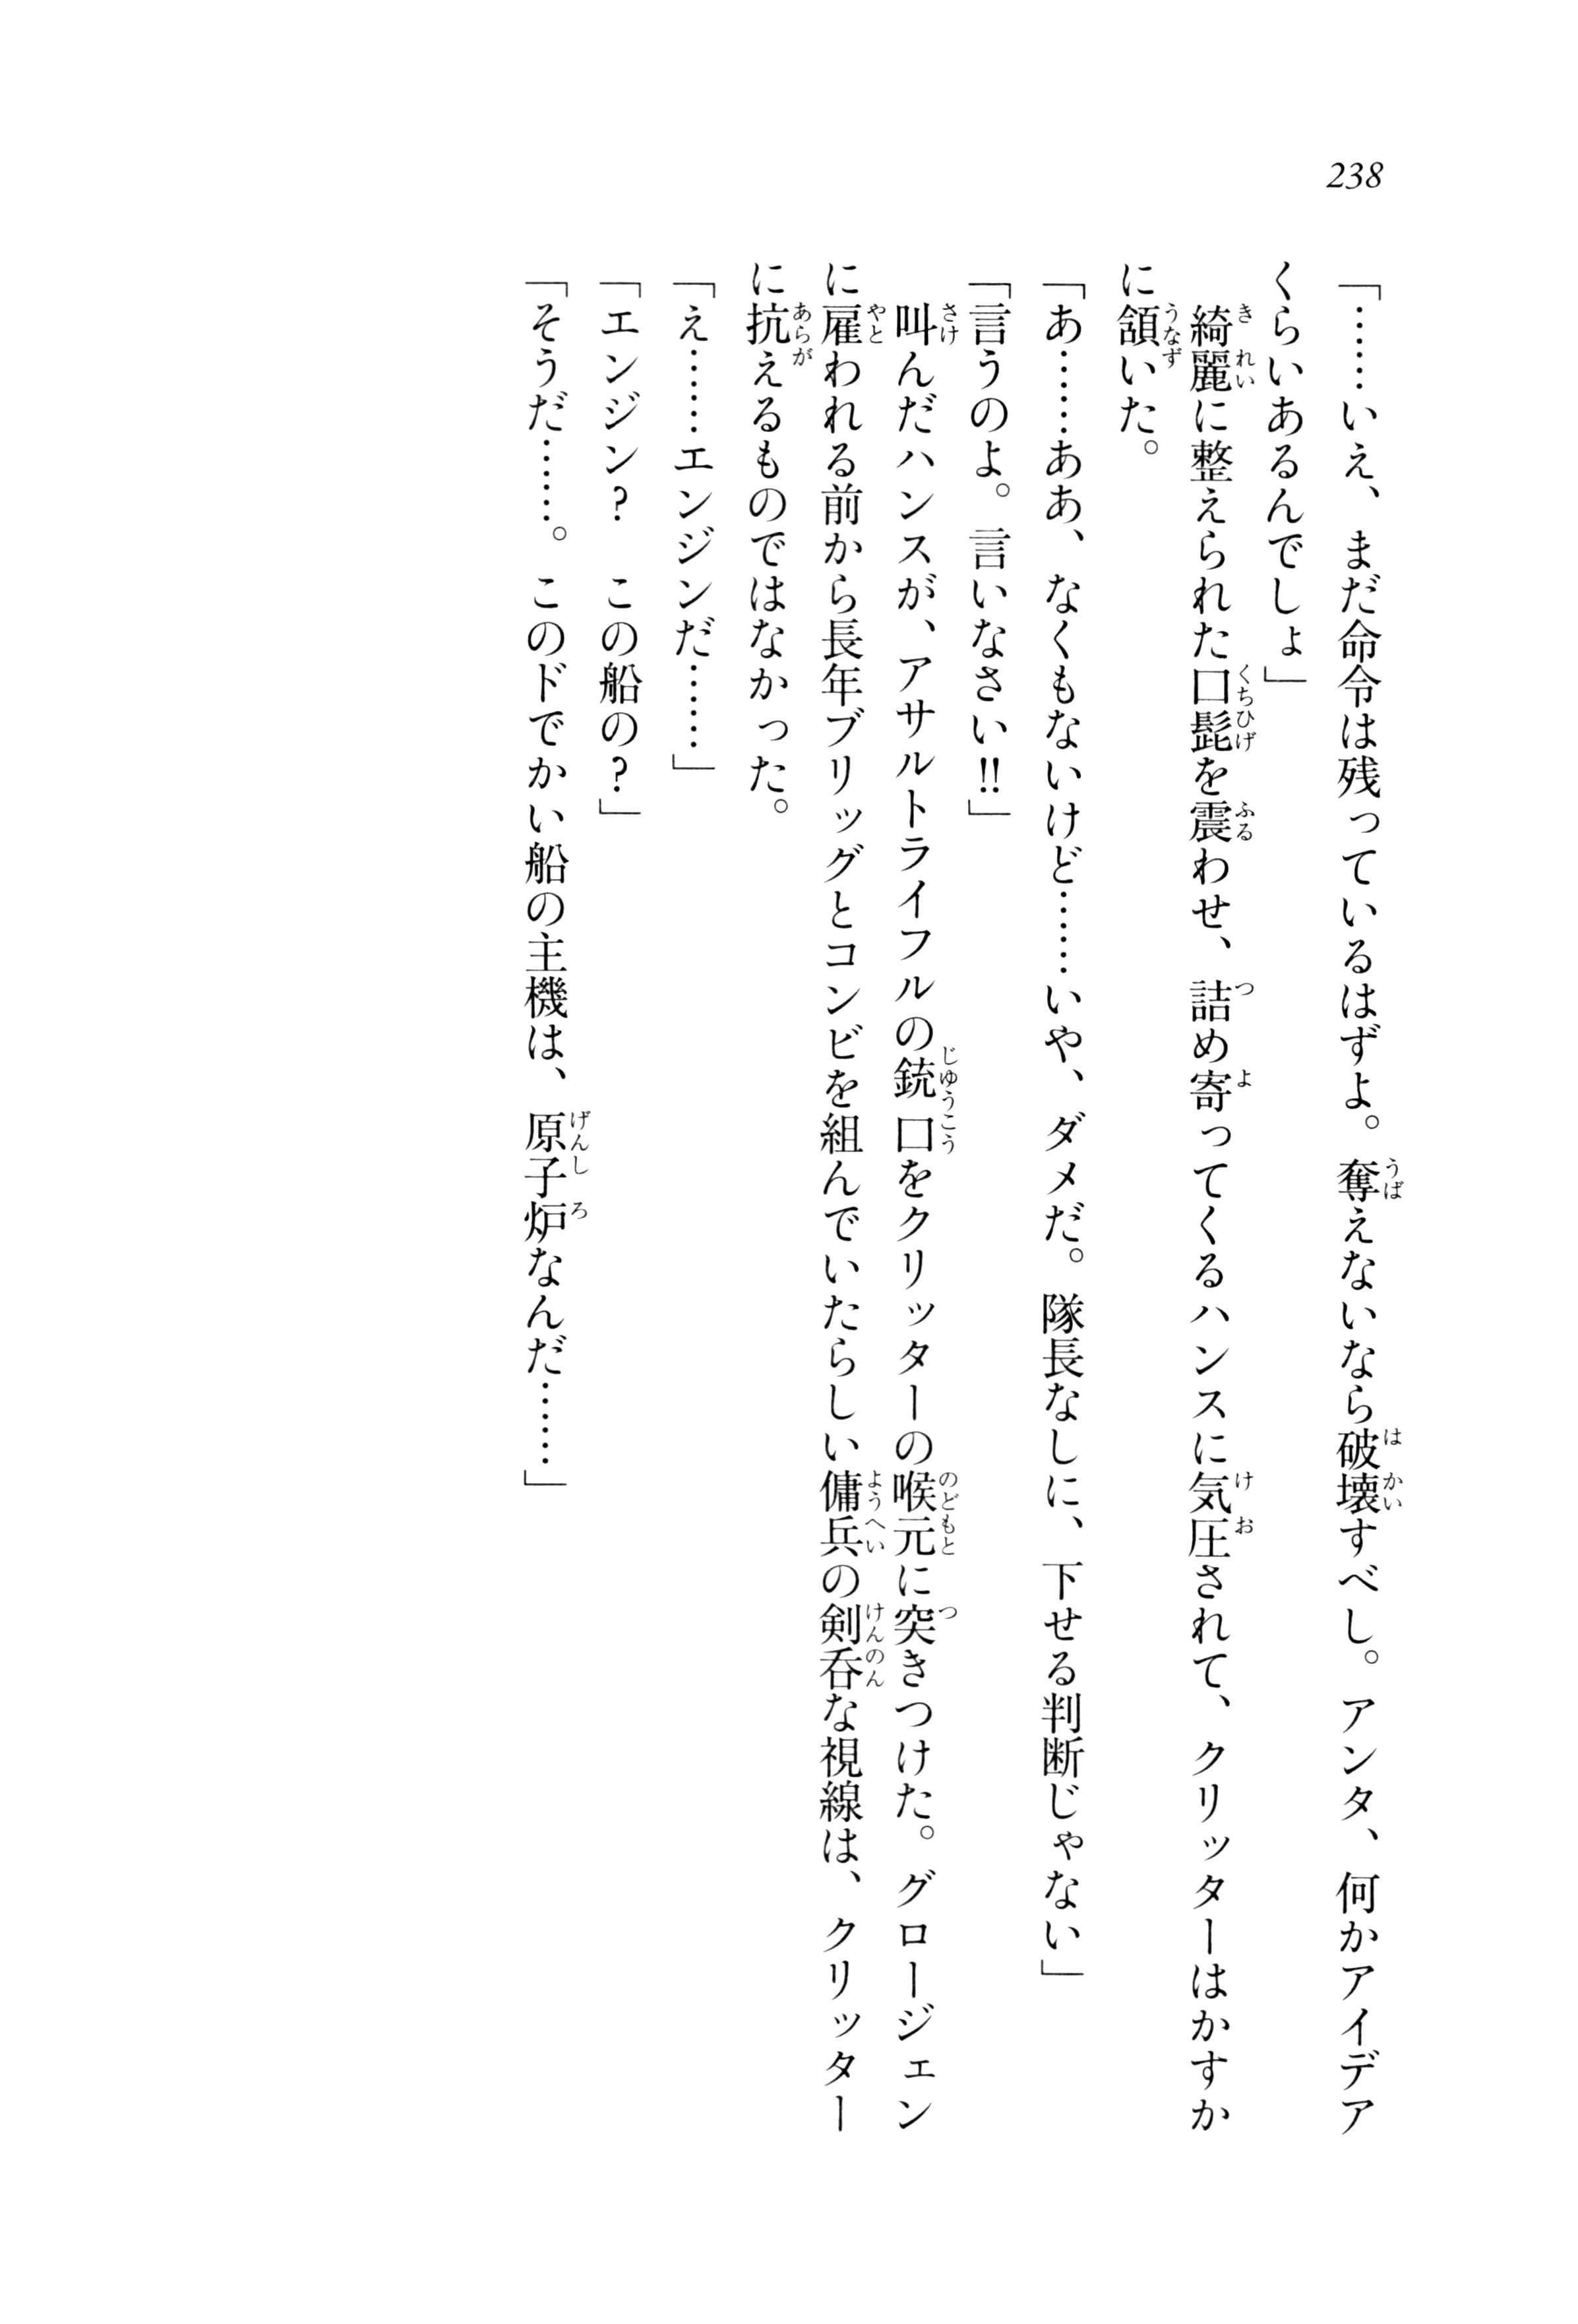 238
「……いえ、まだ命令は残っているはずよ。奪えないなら破壊すべし。アンタ、何かアイデア
くらいあるんでしょ」
　綺麗に整えられた口髭を震わせ、詰め寄ってくるハンスに気圧されて、クリッターはかすか
に頷いた。
「あ……ああ、なくもないけど……いや、ダメだ。隊長なしに、下せる判断じゃない」
「言うのよ。言いなさい‼」
　叫んだハンスが、アサルトライフルの銃口をクリッターの喉元に突きつけた。グロージェン
に雇われる前から長年ブリッグとコンビを組んでいたらしい傭兵の剣呑な視線は、クリッター
に抗えるものではなかった。
「え……エンジンだ……」
「エンジン？　この船の？」
「そうだ……。このドでかい船の主機は、原子炉なんだ……」